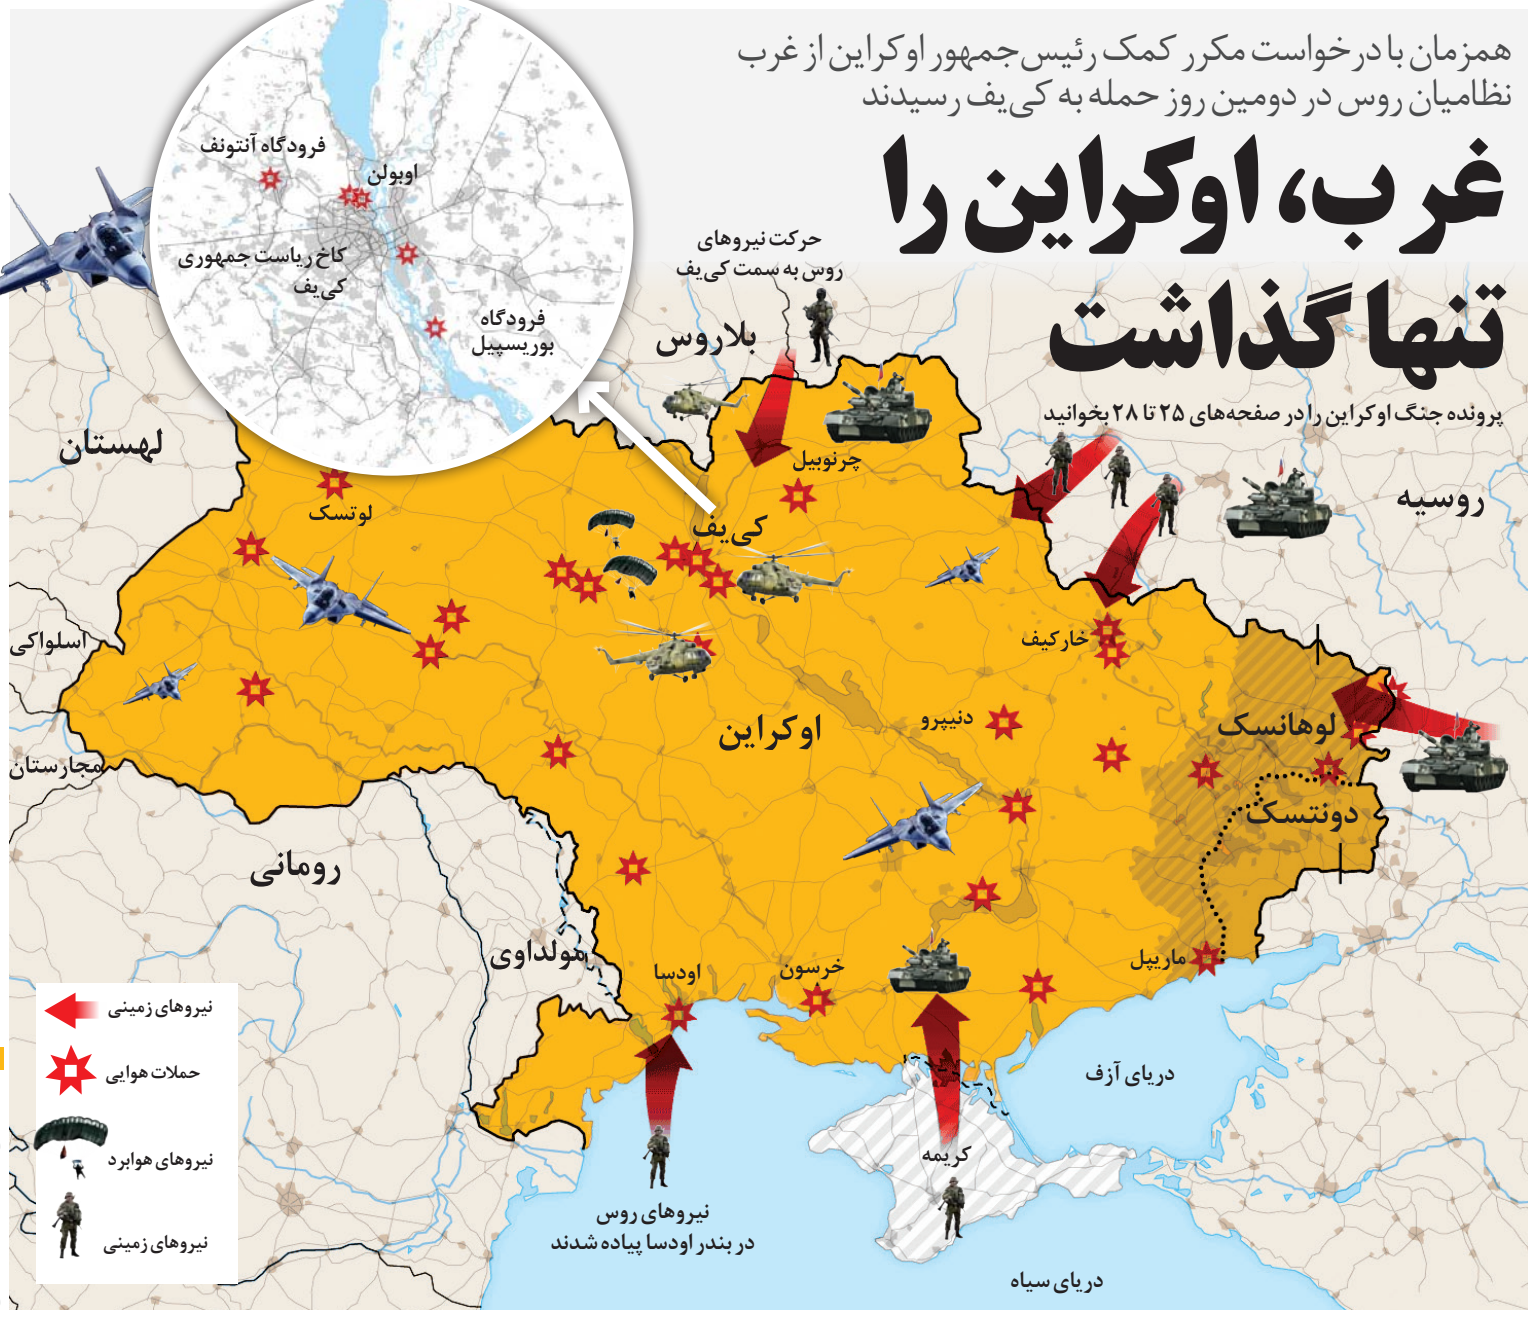 همزمان با درخواست مکرر کمک رئیس‌جمهور اوکراین از غرب
نظامیان روس در دومین روز حمله به کی‌یف رسیدند
غرب، اوکراین را
تنها گذاشت
پرونده جنگ اوکراین را در صفحه‌های ۲۵ تا ۲۸ بخوانید
فرودگاه آنتونف
اوبولن
کاخ ریاست جمهوری
کی‌یف
فرودگاه
بوریسپیل
حرکت نیروهای
روس به سمت کی‌یف
بلاروس
لهستان
روسیه
چرنوبیل
لوتسک
کی‌یف
اسلواکی
خارکیف
اوکراین
دنیپرو
لوهانسک
مجارستان
دونتسک
رومانی
مولداوی
اودسا
خرسون
ماریپل
دریای آزف
کریمه
نیروهای روس
در بندر اودسا پیاده شدند
دریای سیاه
نیروهای زمینی
حملات هوایی
نیروهای هوابرد
نیروهای زمینی